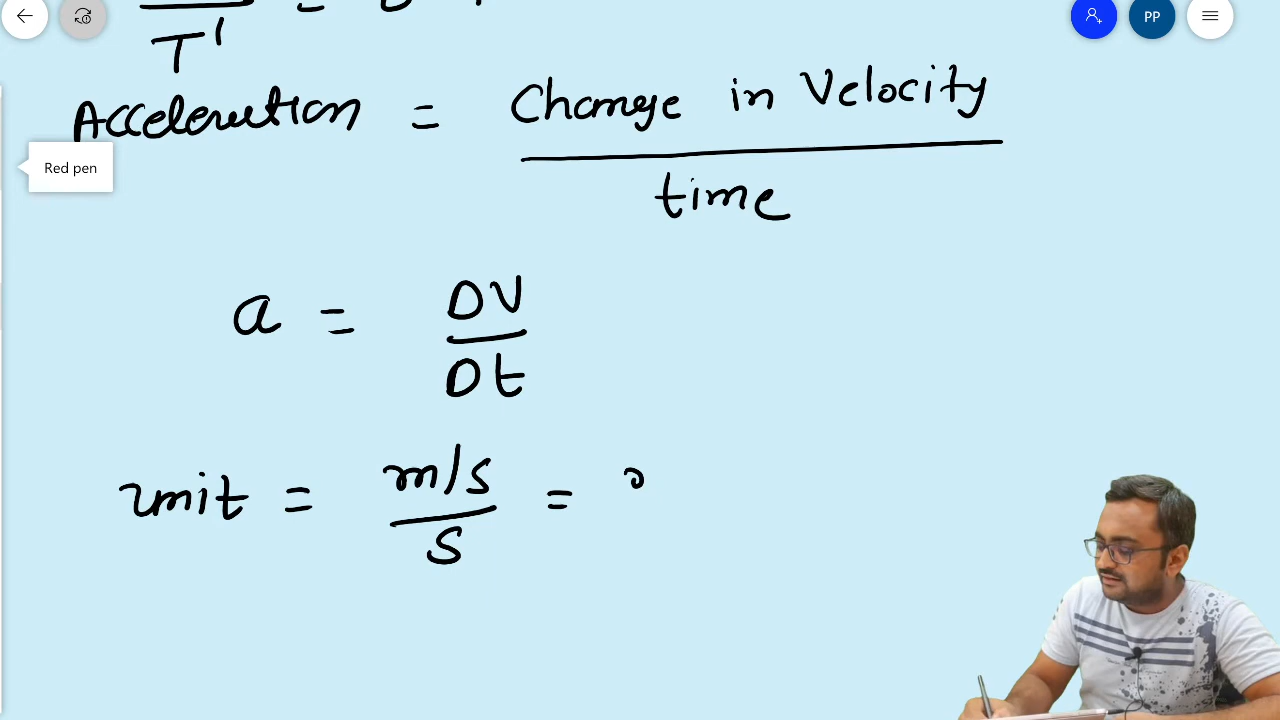 T'
PP
Acceleration = Change in Velocity
time
Red pen
a = DV
Dt
unit = m/s
s =